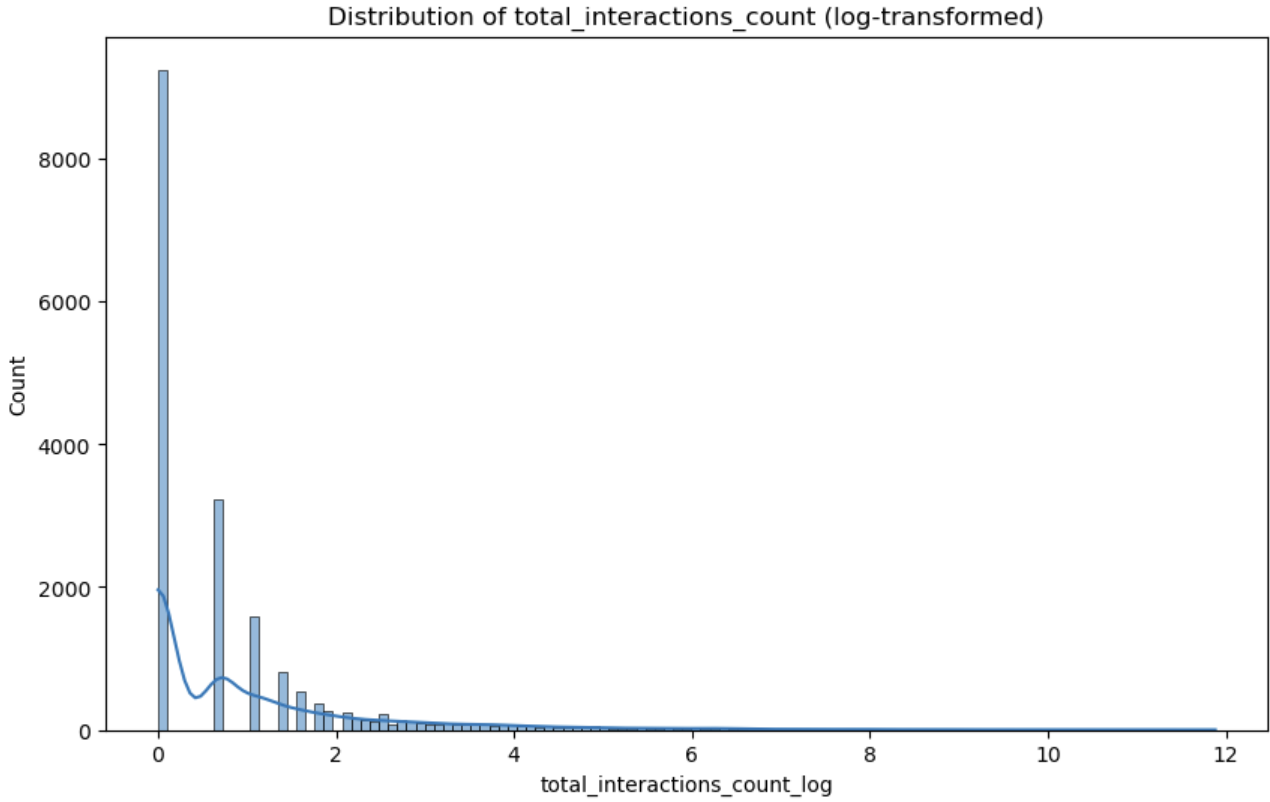 Distribution of total_interactions_count (log-transformed)
8000
6000
4000
2000
0
Count
0 2 4 6 8 10 12
total_interactions_count_log